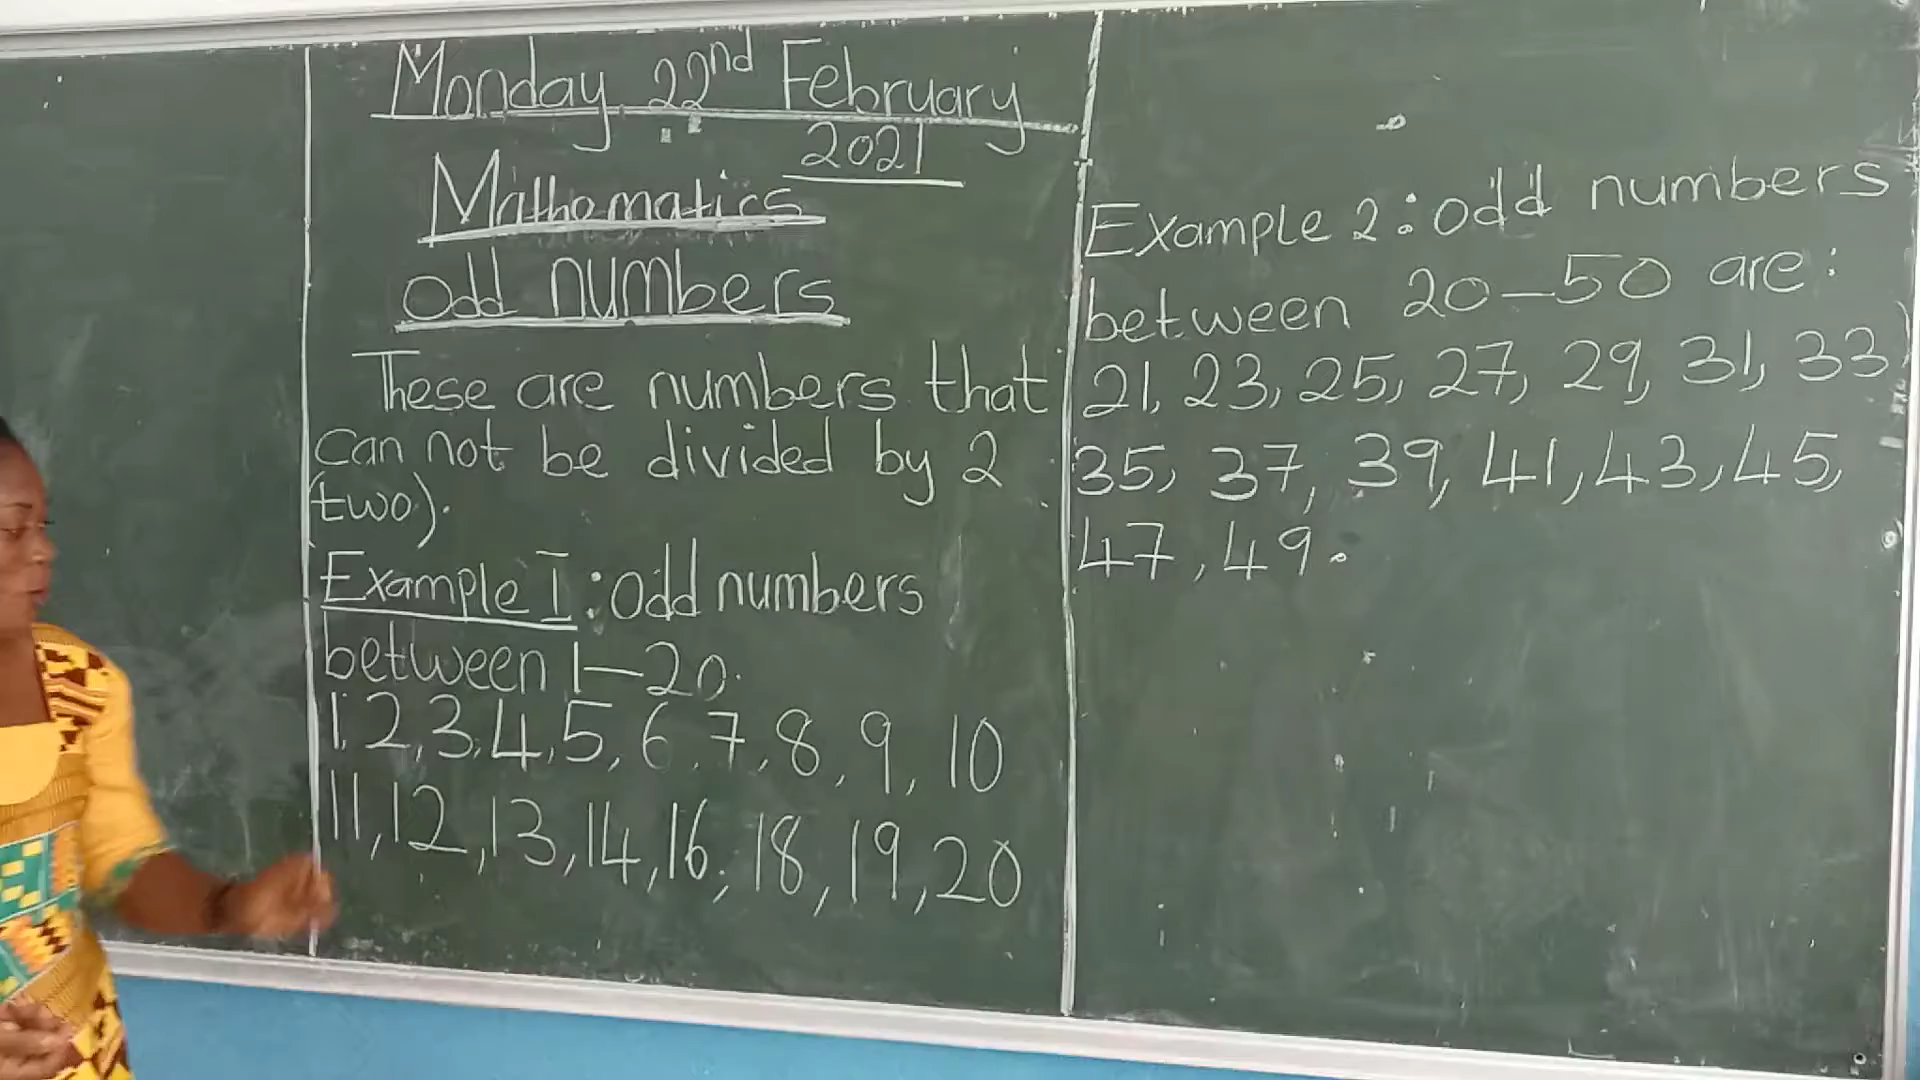 Monday 22nd February
2021
Mathematics
odd numbers
These are numbers that
can not be divided by 2
(two).
Example I : odd numbers
between 1-20.
1, 2, 3, 4, 5, 6, 7, 8, 9, 10
11, 12, 13, 14, 16, 18, 19, 20
Example 2: odd numbers
between 20-50 are:
21, 23, 25, 27, 29, 31, 33,
35, 37, 39, 41, 43, 45,
47, 49.